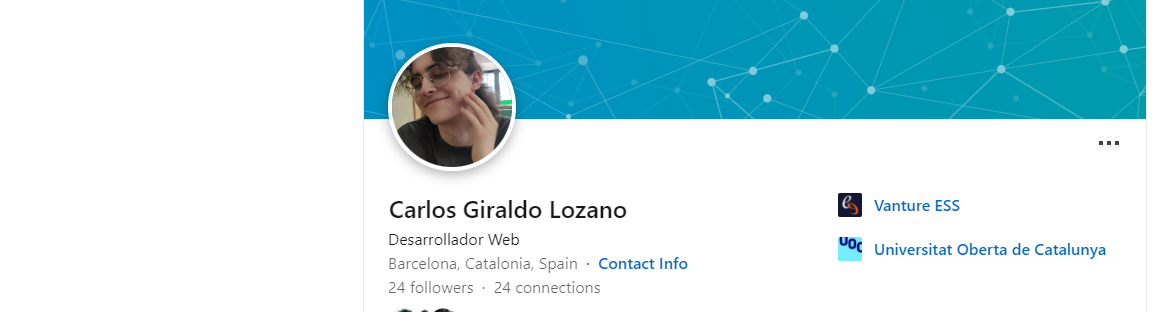 Carlos Giraldo Lozano
Desarrollador Web
Barcelona, Catalonia, Spain · Contact Info
24 followers · 24 connections
Vanture ESS
UOC
Universitat Oberta de Catalunya